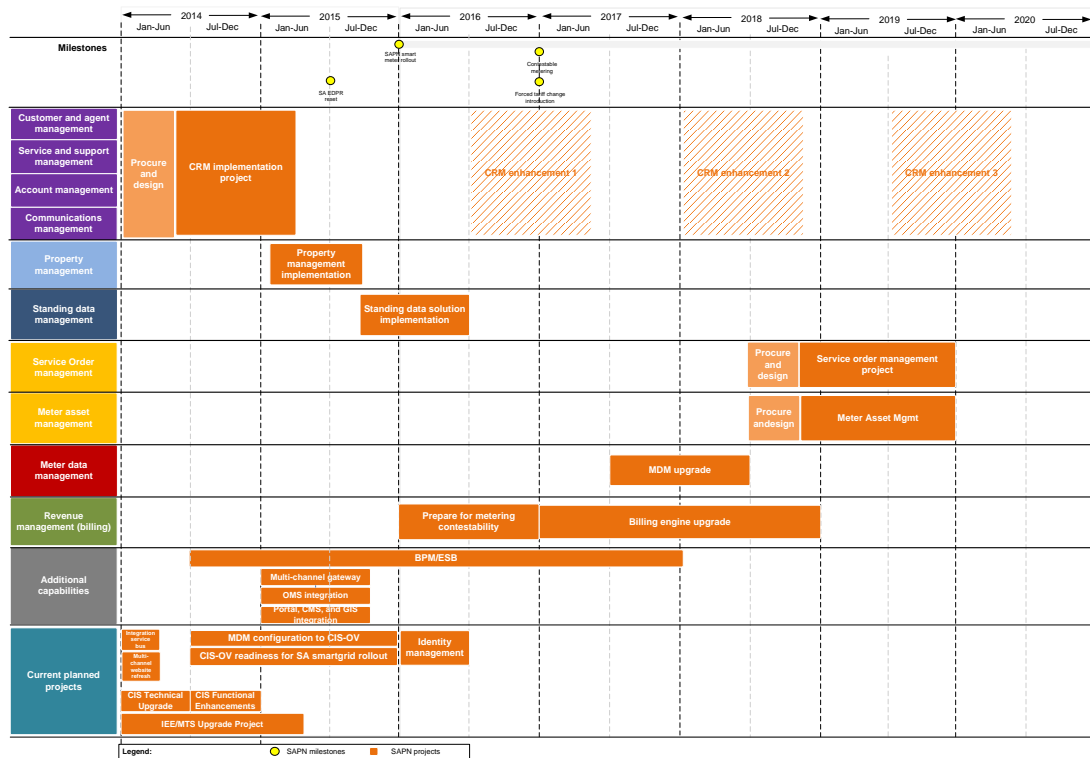 2014
2015
2016
2017
2018
2019
2020
Jan-Jun
Jul-Dec
Jan-Jun
Jul-Dec
Jan-Jun
Jul-Dec
Jan-Jun
Jul-Dec
Jan-Jun
Jul-Dec
Jan-Jun
Jul-Dec
Jan-Jun
Jul-Dec
Milestones
SAPN smart
meter rollout
Contestable
metering
SA EDPR
reset
Forced tariff change
introduction
Customer and agent
management
Service and support
management
Account management
Communications
management
Procure
and
design
CRM implementation
project
CRM enhancement 1
CRM enhancement 2
CRM enhancement 3
Property
management
Property
management
implementation
Standing data
management
Standing data solution
implementation
Service Order
management
Procure
and
design
Service order management
project
Meter asset
management
Procure
andesign
Meter Asset Mgmt
Meter data
management
MDM upgrade
Revenue
management (billing)
Prepare for metering
contestability
Billing engine upgrade
Additional
capabilities
BPM/ESB
Multi-channel gateway
OMS integration
Portal, CMS, and GIS
integration
Current planned
projects
Integration
service
bus
Multi-
channel
website
refresh
MDM configuration to CIS-OV
CIS-OV readiness for SA smartgrid rollout
Identity
management
CIS Technical
Upgrade
CIS Functional
Enhancements
IEE/MTS Upgrade Project
Legend:
SAPN milestones
SAPN projects